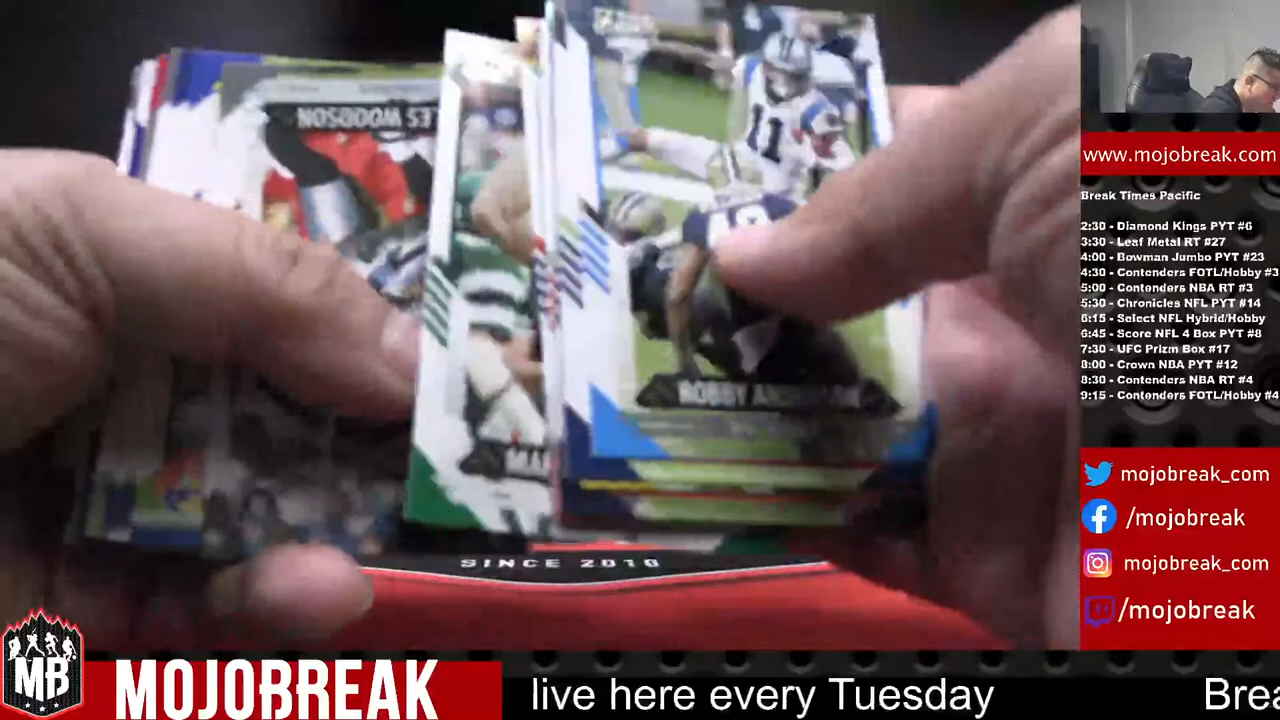 LES WOODSON
11
ROBBY ANDERSON
MAR
SINCE 2010
www.mojobreak.com
Break Times Pacific
2:30 - Diamond Kings PYT #6
3:30 - Leaf Metal RT #27
4:00 - Bowman Jumbo PYT #23
4:30 - Contenders FOTL/Hobby #3
5:00 - Contenders NBA RT #3
5:30 - Chronicles NFL PYT #14
6:15 - Select NFL Hybrid/Hobby
6:45 - Score NFL 4 Box PYT #8
7:30 - UFC Prizm Box #17
8:00 - Crown NBA PYT #12
8:30 - Contenders NBA RT #4
9:15 - Contenders FOTL/Hobby #4
mojobreak_com
/mojobreak
mojobreak_com
/mojobreak
MB
MOJOBREAK
live here every Tuesday
Brea